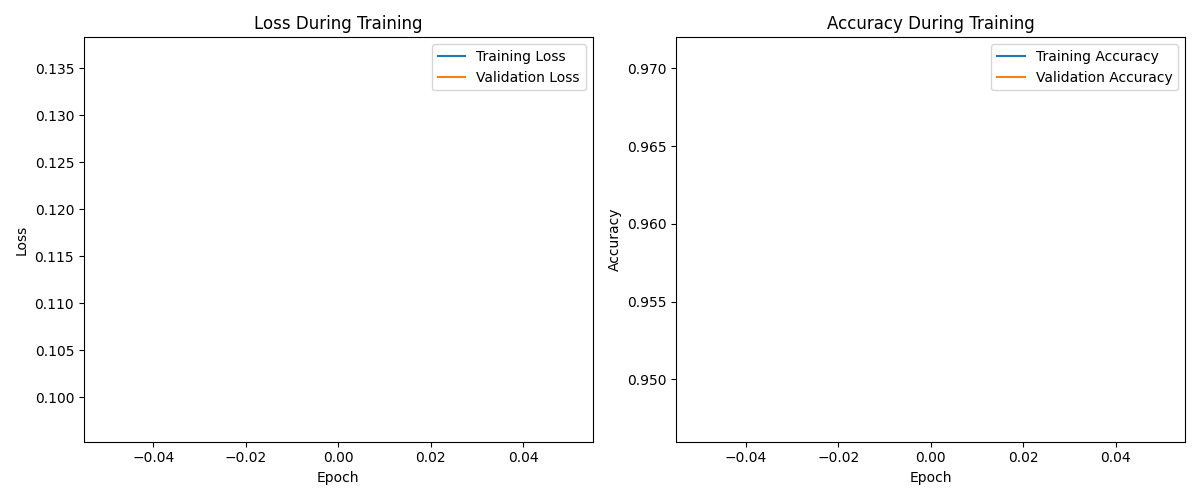 Loss During Training
Training Loss
Validation Loss
0.135
0.130
0.125
0.120
0.115
0.110
0.105
0.100
Loss
−0.04 −0.02 0.00 0.02 0.04
Epoch
Accuracy During Training
Training Accuracy
Validation Accuracy
0.970
0.965
0.960
0.955
0.950
Accuracy
−0.04 −0.02 0.00 0.02 0.04
Epoch